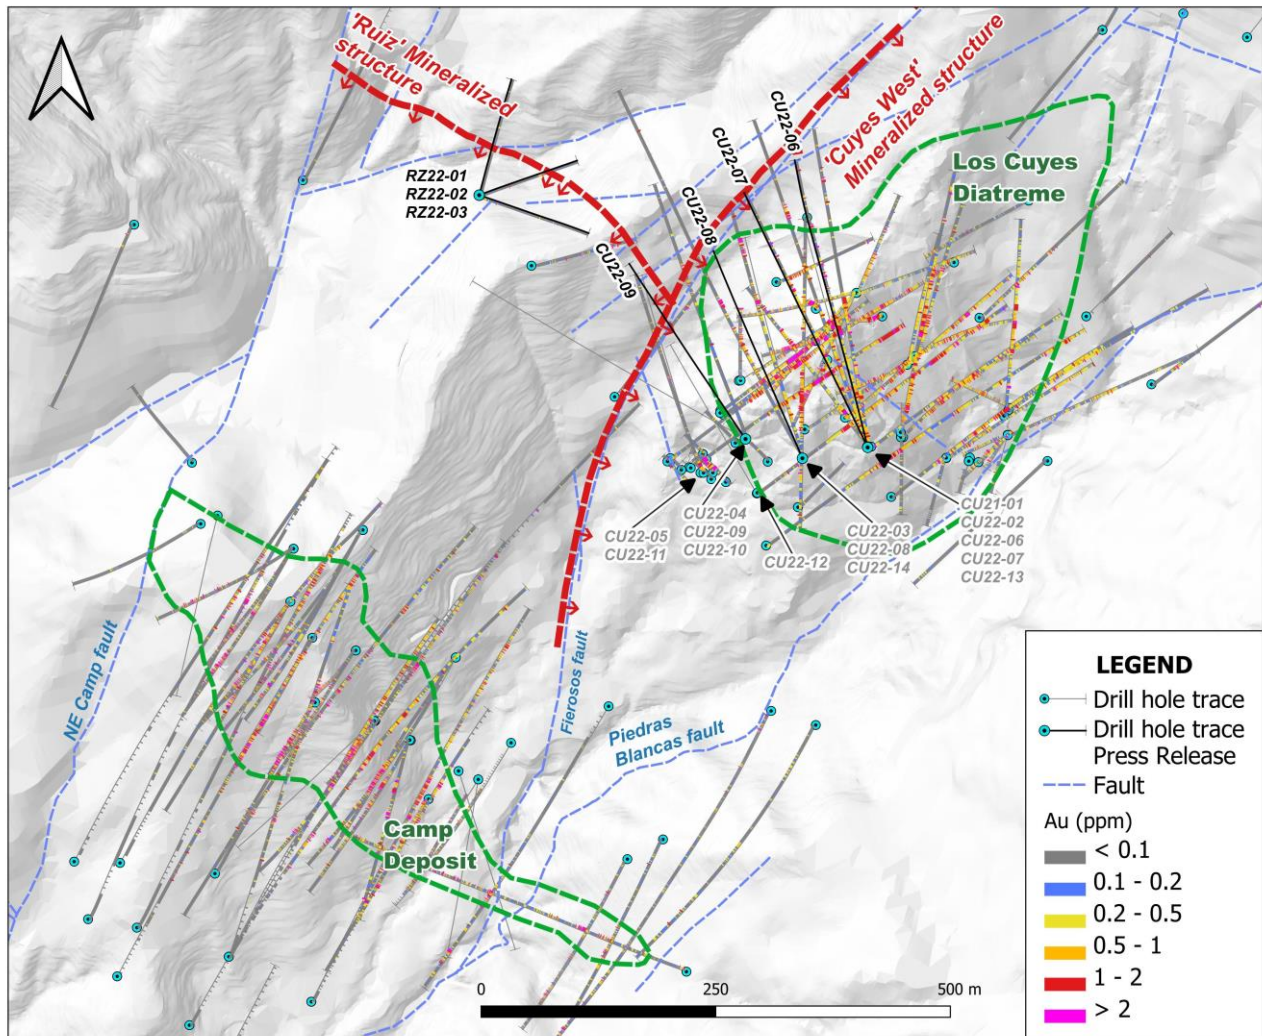 'Ruiz' Mineralized
structure
'Cuyes West'
Mineralized structure
CU22-06
CU22-07
CU22-08
CU22-09
Los Cuyes
Diatreme
RZ22-01
RZ22-02
RZ22-03
CU22-05
CU22-11
CU22-04
CU22-09
CU22-10
CU22-12
CU22-03
CU22-08
CU22-14
CU21-01
CU22-02
CU22-06
CU22-07
CU22-13
NE Camp fault
Fierosos fault
Piedras
Blancas fault
Camp
Deposit
LEGEND
Drill hole trace
Drill hole trace
Press Release
Fault
Au (ppm)
< 0.1
0.1 - 0.2
0.2 - 0.5
0.5 - 1
1 - 2
> 2
0 250 500 m